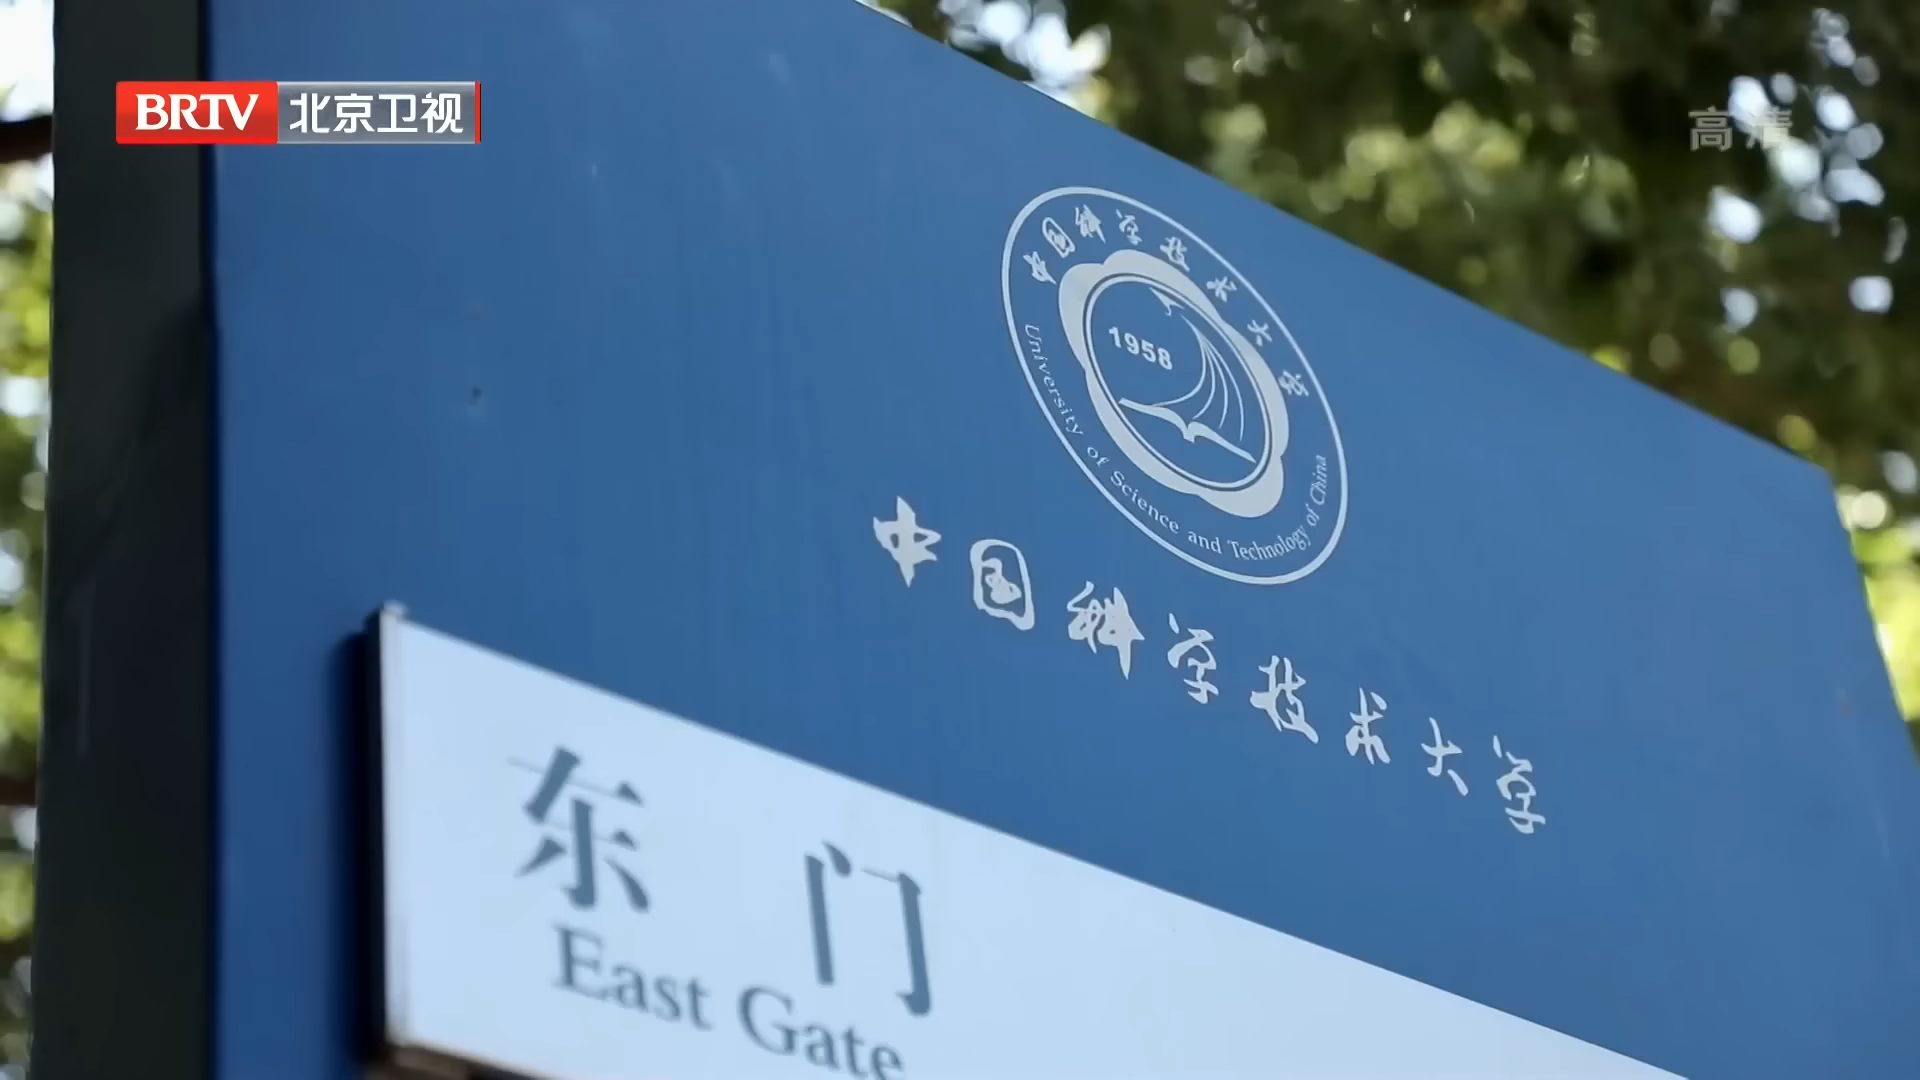 BRTV 北京卫视
高清
中国科学技术大学
1958
University of Science and Technology of China
中国科学技术大学
东门
East Gate